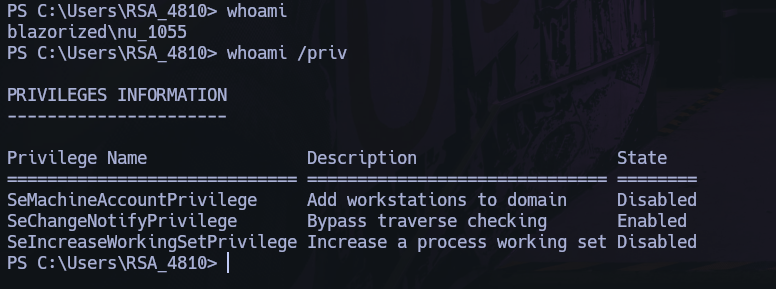 PS C:\Users\RSA_4810> whoami
blazorized\nu_1055
PS C:\Users\RSA_4810> whoami /priv
PRIVILEGES INFORMATION
----------------------
Privilege Name                Description                    State
============================= ============================== ========
SeMachineAccountPrivilege     Add workstations to domain     Disabled
SeChangeNotifyPrivilege       Bypass traverse checking       Enabled
SeIncreaseWorkingSetPrivilege Increase a process working set Disabled
PS C:\Users\RSA_4810>